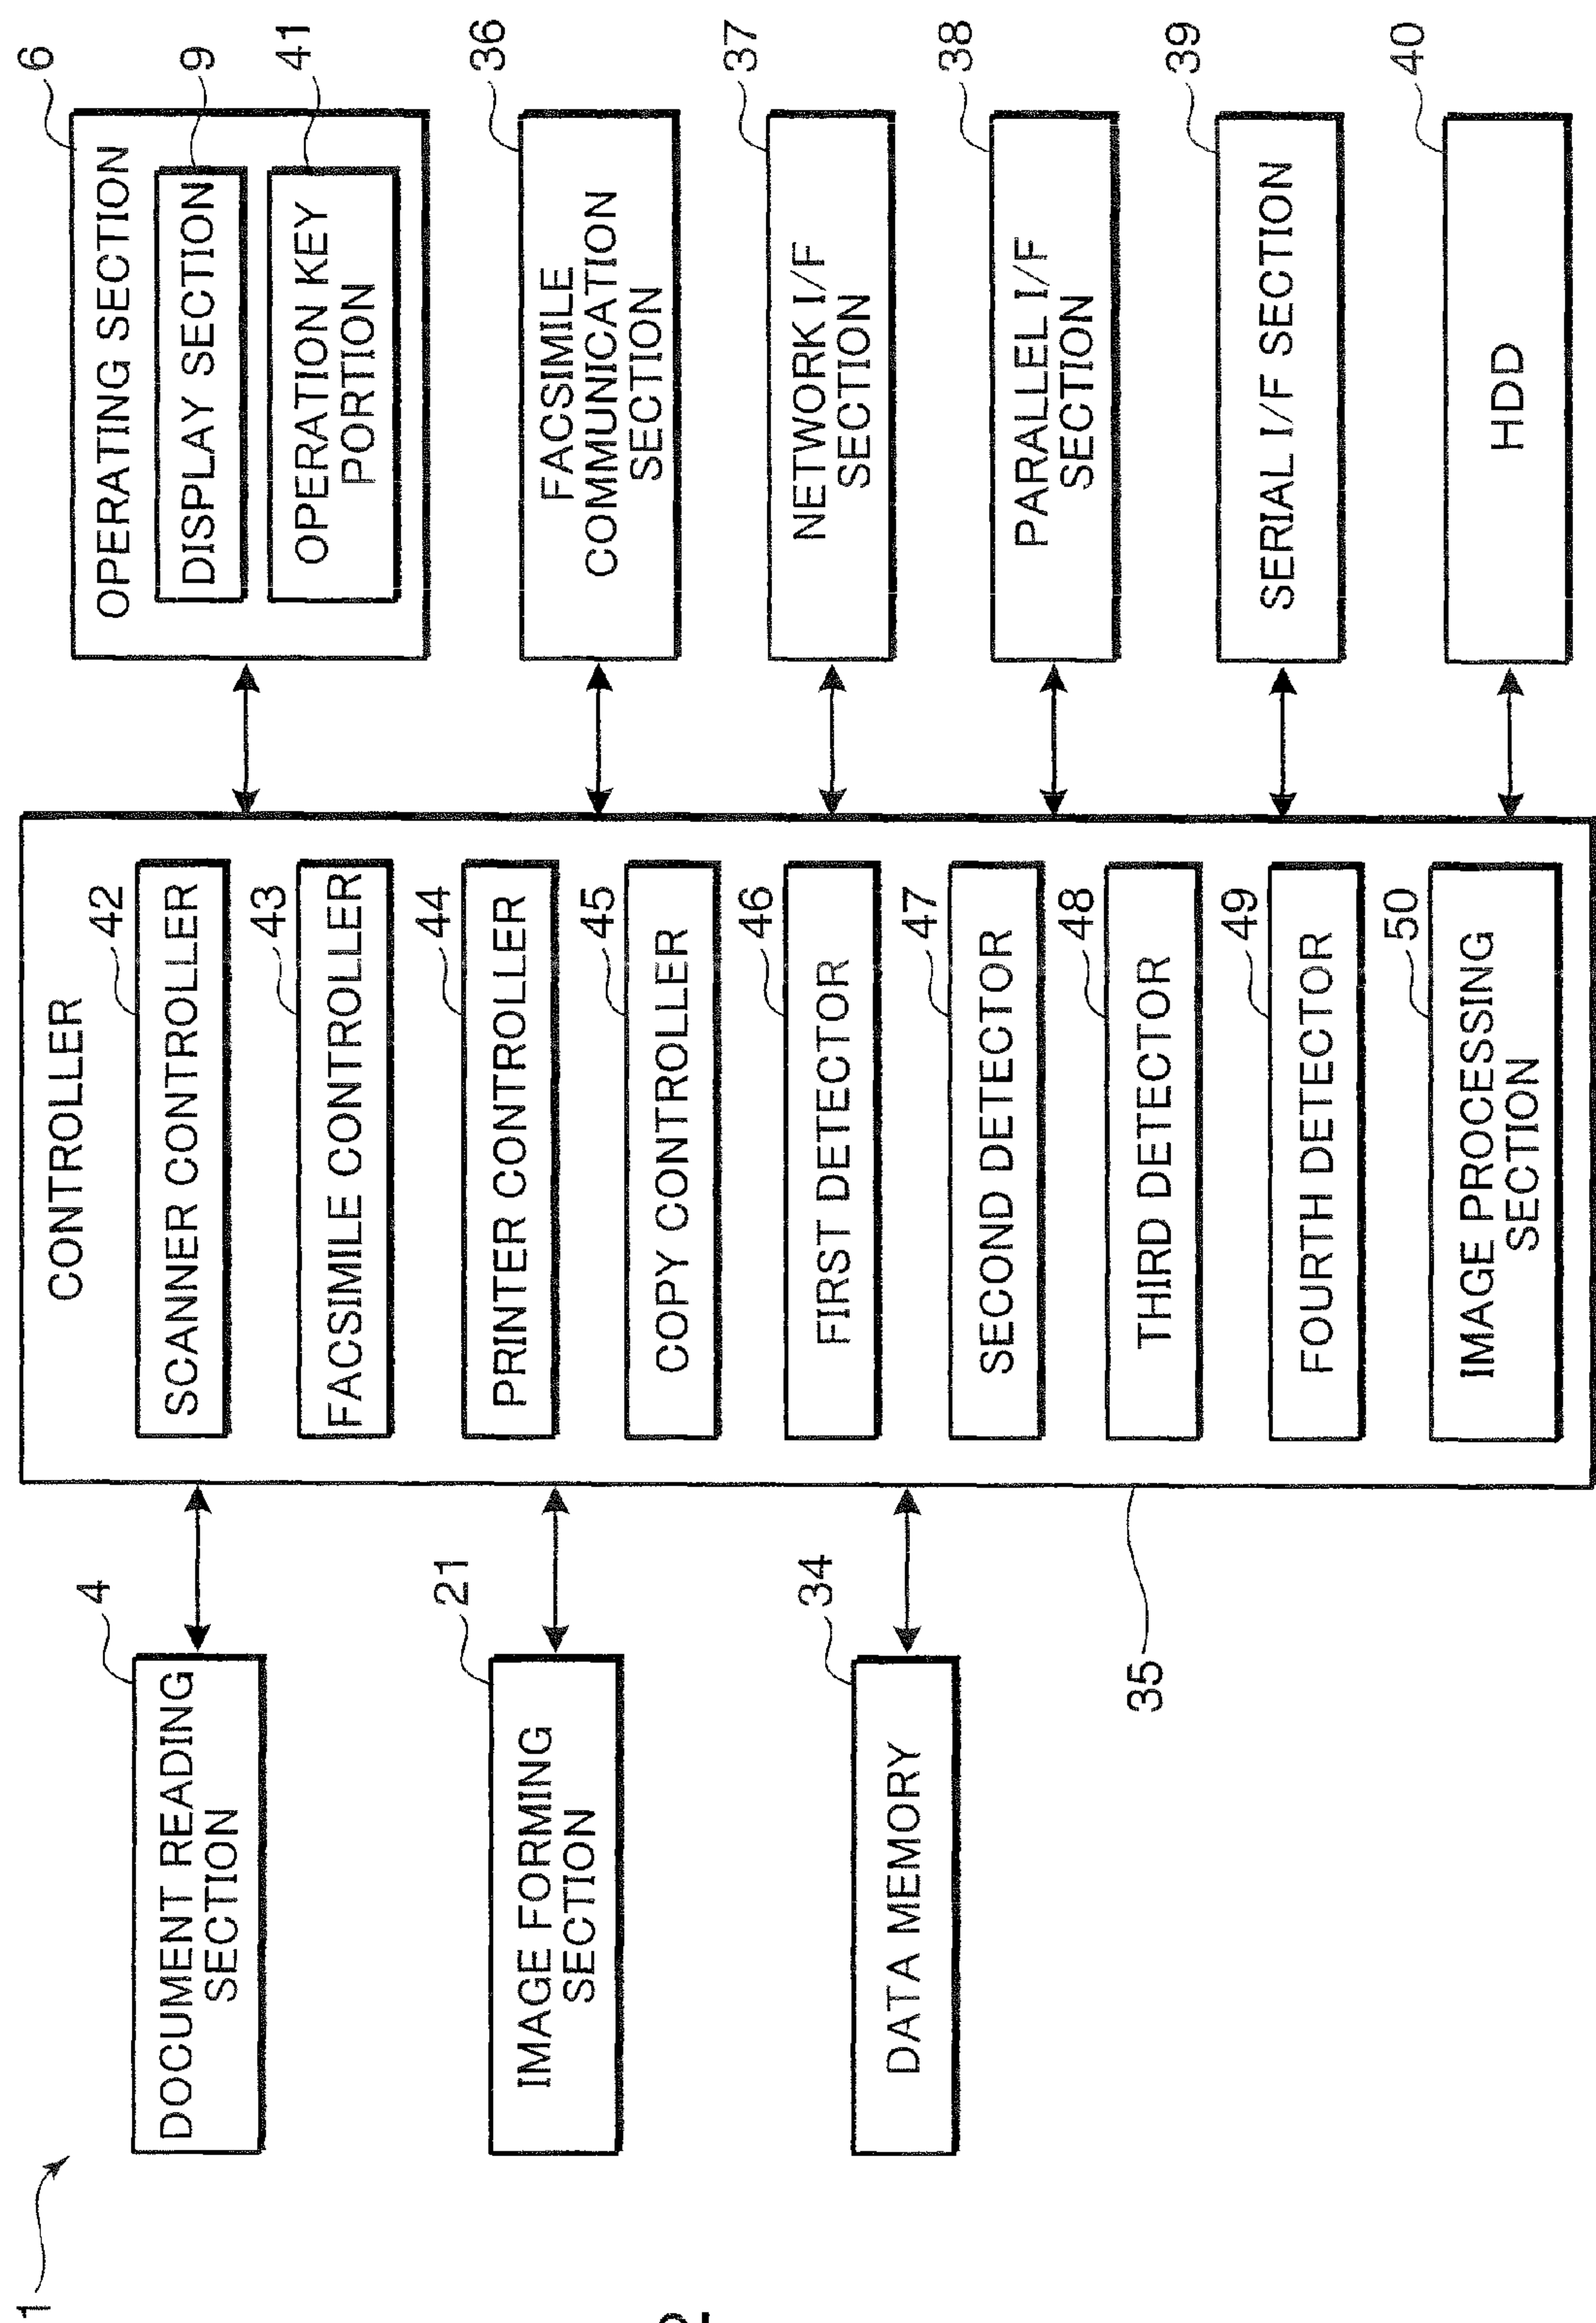 1
4
DOCUMENT READING
SECTION
21
IMAGE FORMING
SECTION
34
DATA MEMORY
35
CONTROLLER
42
SCANNER CONTROLLER
43
FACSIMILE CONTROLLER
44
PRINTER CONTROLLER
45
COPY CONTROLLER
46
FIRST DETECTOR
47
SECOND DETECTOR
48
THIRD DETECTOR
49
FOURTH DETECTOR
50
IMAGE PROCESSING
SECTION
6
OPERATING SECTION
9
DISPLAY SECTION
41
OPERATION KEY
PORTION
36
FACSIMILE
COMMUNICATION
SECTION
37
NETWORK I/F
SECTION
38
PARALLEL I/F
SECTION
39
SERIAL I/F SECTION
40
HDD